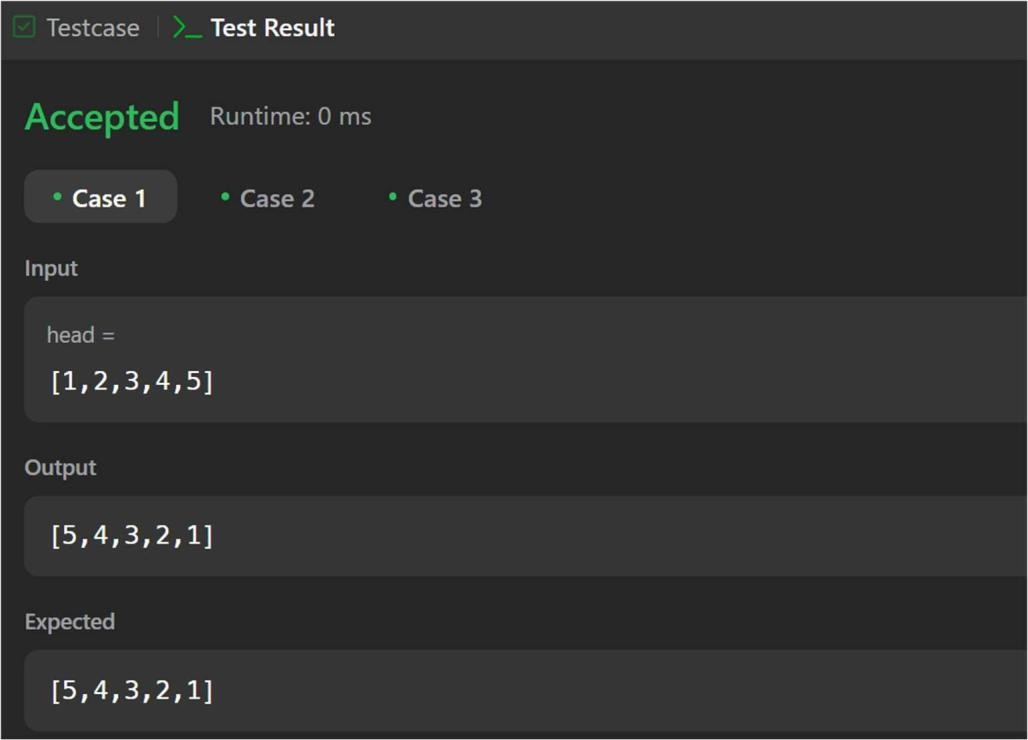 Testcase | >_ Test Result
Accepted Runtime: 0 ms
• Case 1 • Case 2 • Case 3
Input
head =
[1,2,3,4,5]
Output
[5,4,3,2,1]
Expected
[5,4,3,2,1]